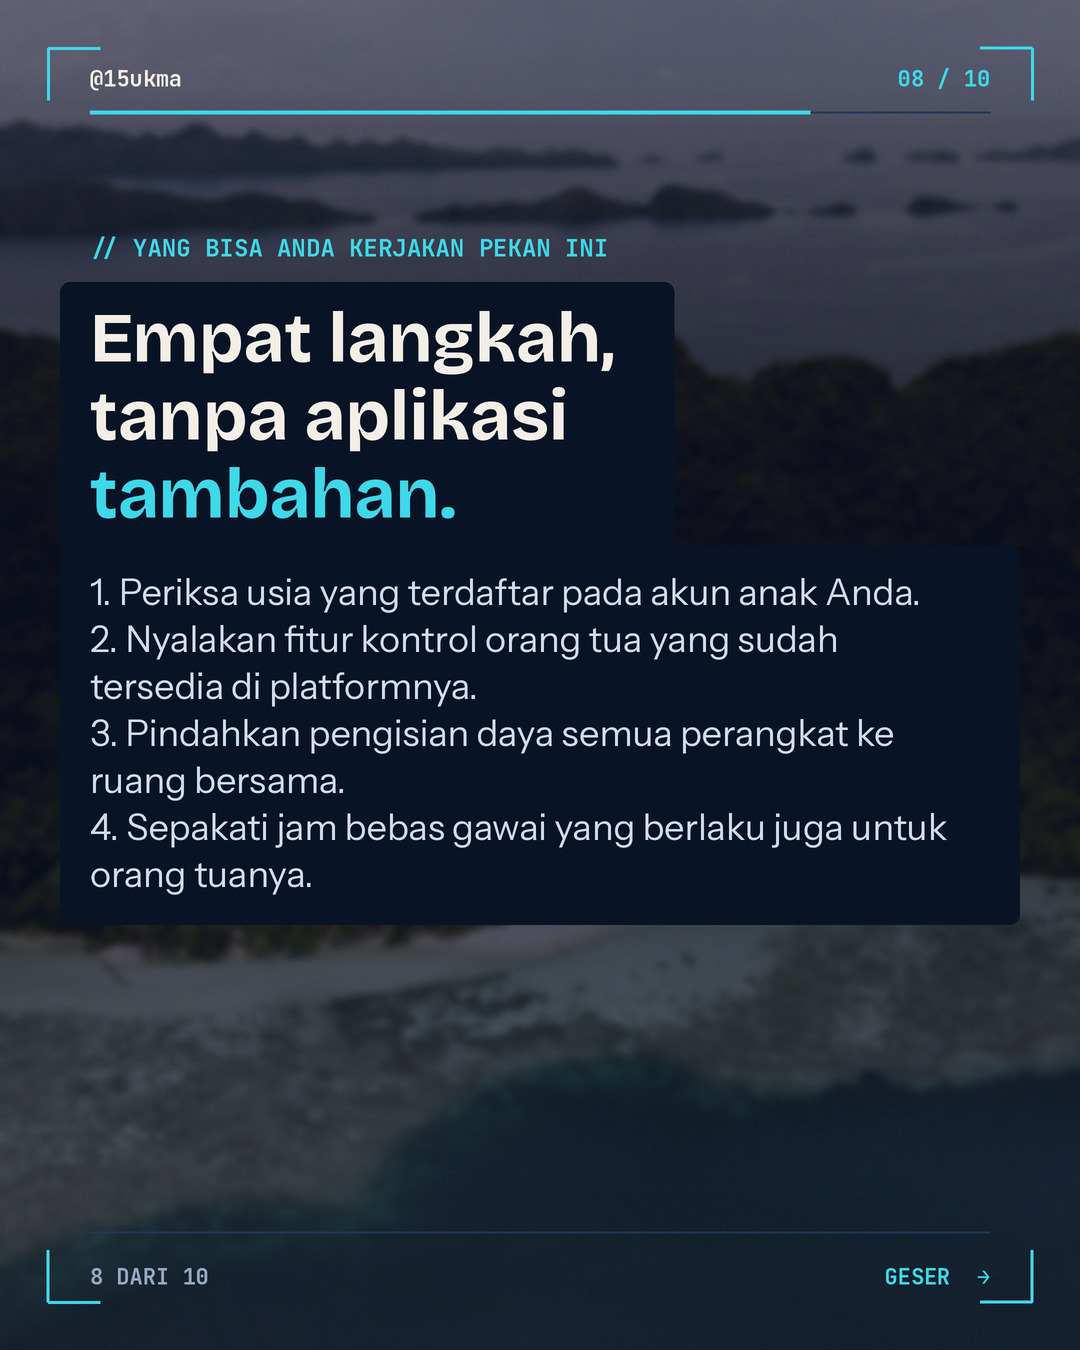 @15ukma
08 / 10
// YANG BISA ANDA KERJAKAN PEKAN INI
Empat langkah,
tanpa aplikasi
tambahan.
1. Periksa usia yang terdaftar pada akun anak Anda.
2. Nyalakan fitur kontrol orang tua yang sudah
tersedia di platformnya.
3. Pindahkan pengisian daya semua perangkat ke
ruang bersama.
4. Sepakati jam bebas gawai yang berlaku juga untuk
orang tuanya.
8 DARI 10
GESER →